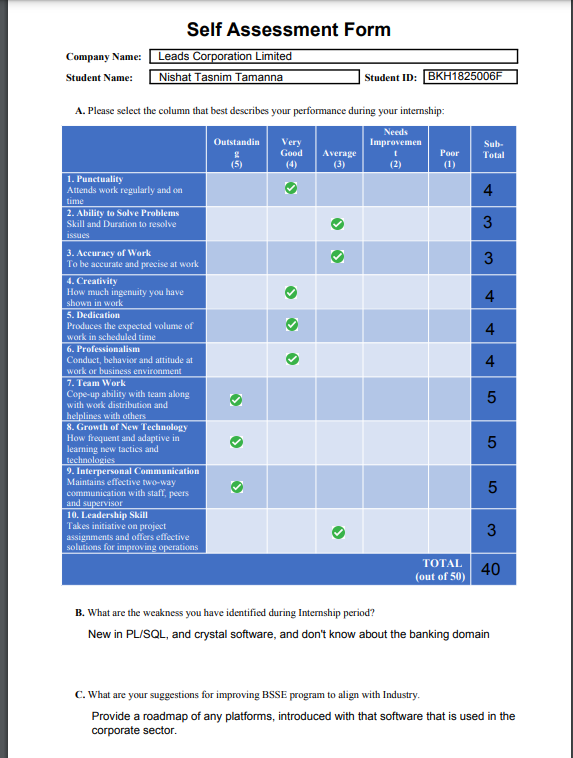 Self Assessment Form
Company Name: Leads Corporation Limited
Student Name: Nishat Tasnim Tamanna Student ID: BKH1825006F
A. Please select the column that best describes your performance during your internship:
Outstandin
g
(5)
Very
Good
(4)
Average
(3)
Needs
Improvemen
t
(2)
Poor
(1)
Sub-
Total
1. Punctuality
Attends work regularly and on
time
4
2. Ability to Solve Problems
Skill and Duration to resolve
issues
3
3. Accuracy of Work
To be accurate and precise at work
3
4. Creativity
How much ingenuity you have
shown in work
4
5. Dedication
Produces the expected volume of
work in scheduled time
4
6. Professionalism
Conduct, behavior and attitude at
work or business environment
4
7. Team Work
Cope-up ability with team along
with work distribution and
helplines with others
5
8. Growth of New Technology
How frequent and adaptive in
learning new tactics and
technologies
5
9. Interpersonal Communication
Maintains effective two-way
communication with staff, peers
and supervisor
5
10. Leadership Skill
Takes initiative on project
assignments and offers effective
solutions for improving operations
3
TOTAL
(out of 50)
40
B. What are the weakness you have identified during Internship period?
New in PL/SQL, and crystal software, and don't know about the banking domain
C. What are your suggestions for improving BSSE program to align with Industry.
Provide a roadmap of any platforms, introduced with that software that is used in the
corporate sector.